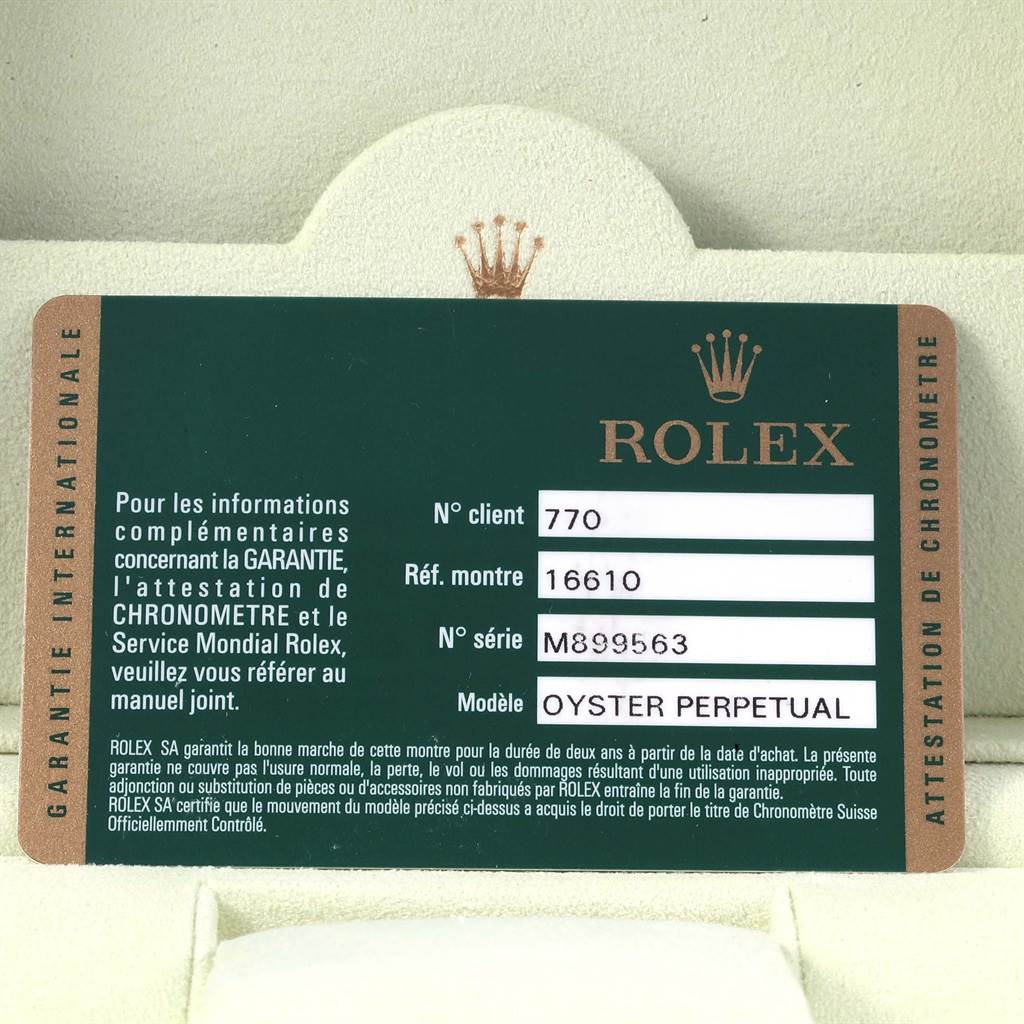 GARANTIE INTERNATIONALE
ROLEX
Pour les informations
complémentaires
concernant la GARANTIE,
l'attestation de
CHRONOMETRE et le
Service Mondial Rolex,
veuillez vous référer au
manuel joint.
N° client 770
Réf. montre 16610
N° série M899563
Modèle OYSTER PERPETUAL
ROLEX SA garantit la bonne marche de cette montre pour la durée de deux ans à partir de la date d'achat. La présente
garantie ne couvre pas l'usure normale, la perte, le vol ou les dommages résultant d'une utilisation inappropriée. Toute
adjonction ou substitution de pièces ou d'accessoires non fabriqués par ROLEX entraîne la fin de la garantie.
ROLEX SA certifie que le mouvement du modèle précisé ci-dessus a acquis le droit de porter le titre de Chronomètre Suisse
Officiellemment Contrôlé.
ATTESTATION DE CHRONOMETRE